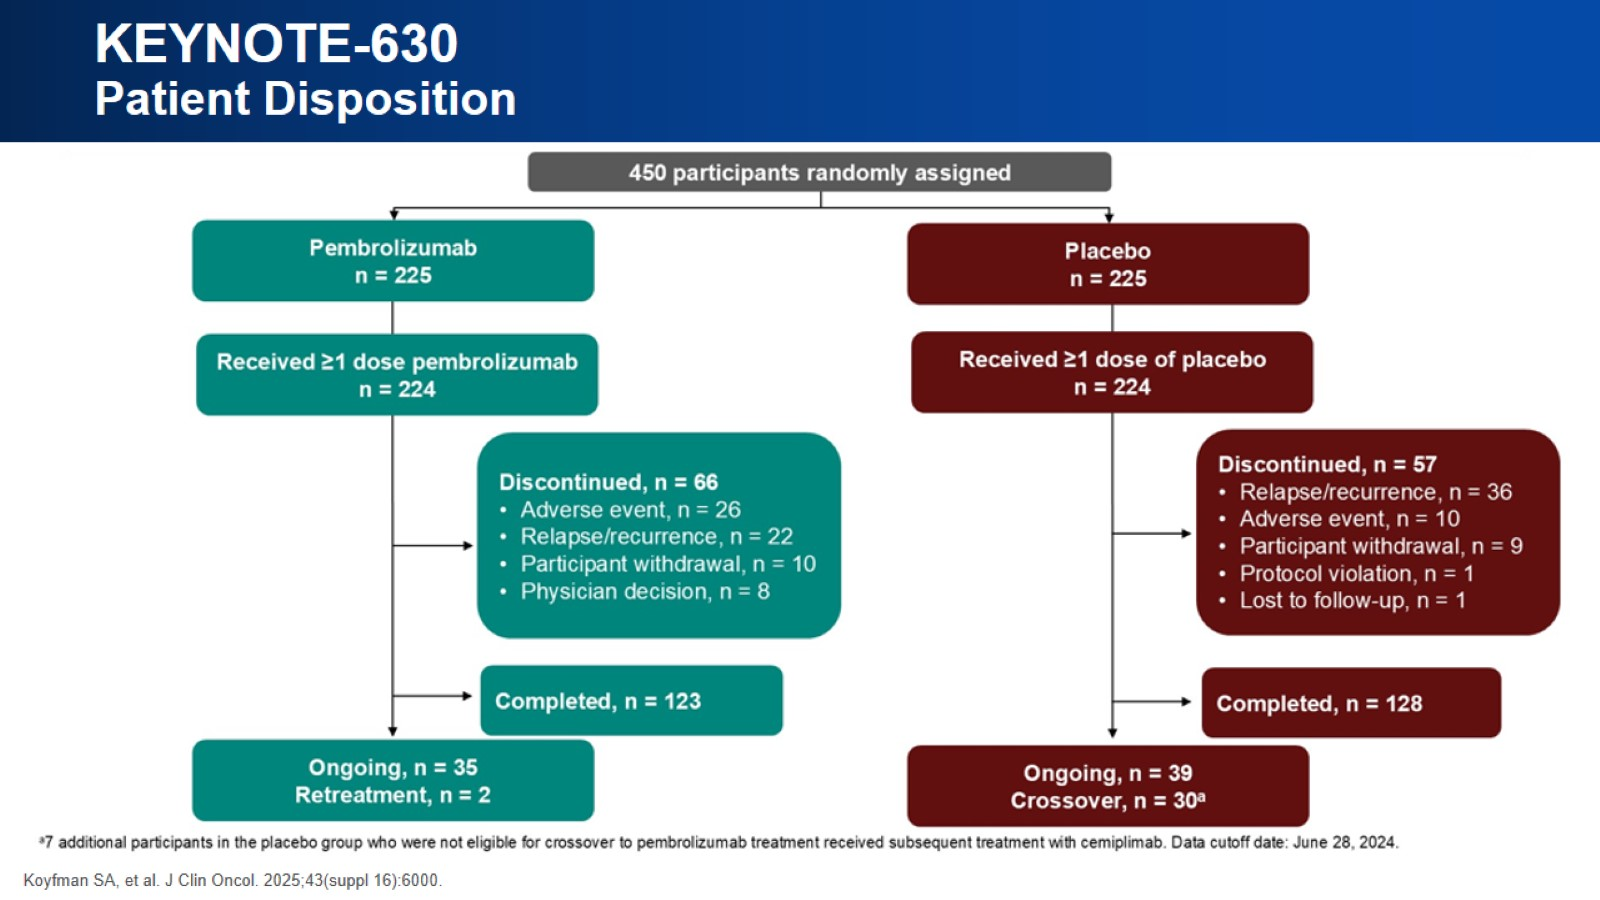 KEYNOTE-630
Patient Disposition
450 participants randomly assigned
Pembrolizumab
n = 225
Placebo
n = 225
Received ≥1 dose pembrolizumab
n = 224
Received ≥1 dose of placebo
n = 224
Discontinued, n = 66
• Adverse event, n = 26
• Relapse/recurrence, n = 22
• Participant withdrawal, n = 10
• Physician decision, n = 8
Discontinued, n = 57
• Relapse/recurrence, n = 36
• Adverse event, n = 10
• Participant withdrawal, n = 9
• Protocol violation, n = 1
• Lost to follow-up, n = 1
Completed, n = 123
Completed, n = 128
Ongoing, n = 35
Retreatment, n = 2
Ongoing, n = 39
Crossover, n = 30ᵃ
ᵃ7 additional participants in the placebo group who were not eligible for crossover to pembrolizumab treatment received subsequent treatment with cemiplimab. Data cutoff date: June 28, 2024.
Koyfman SA, et al. J Clin Oncol. 2025;43(suppl 16):6000.